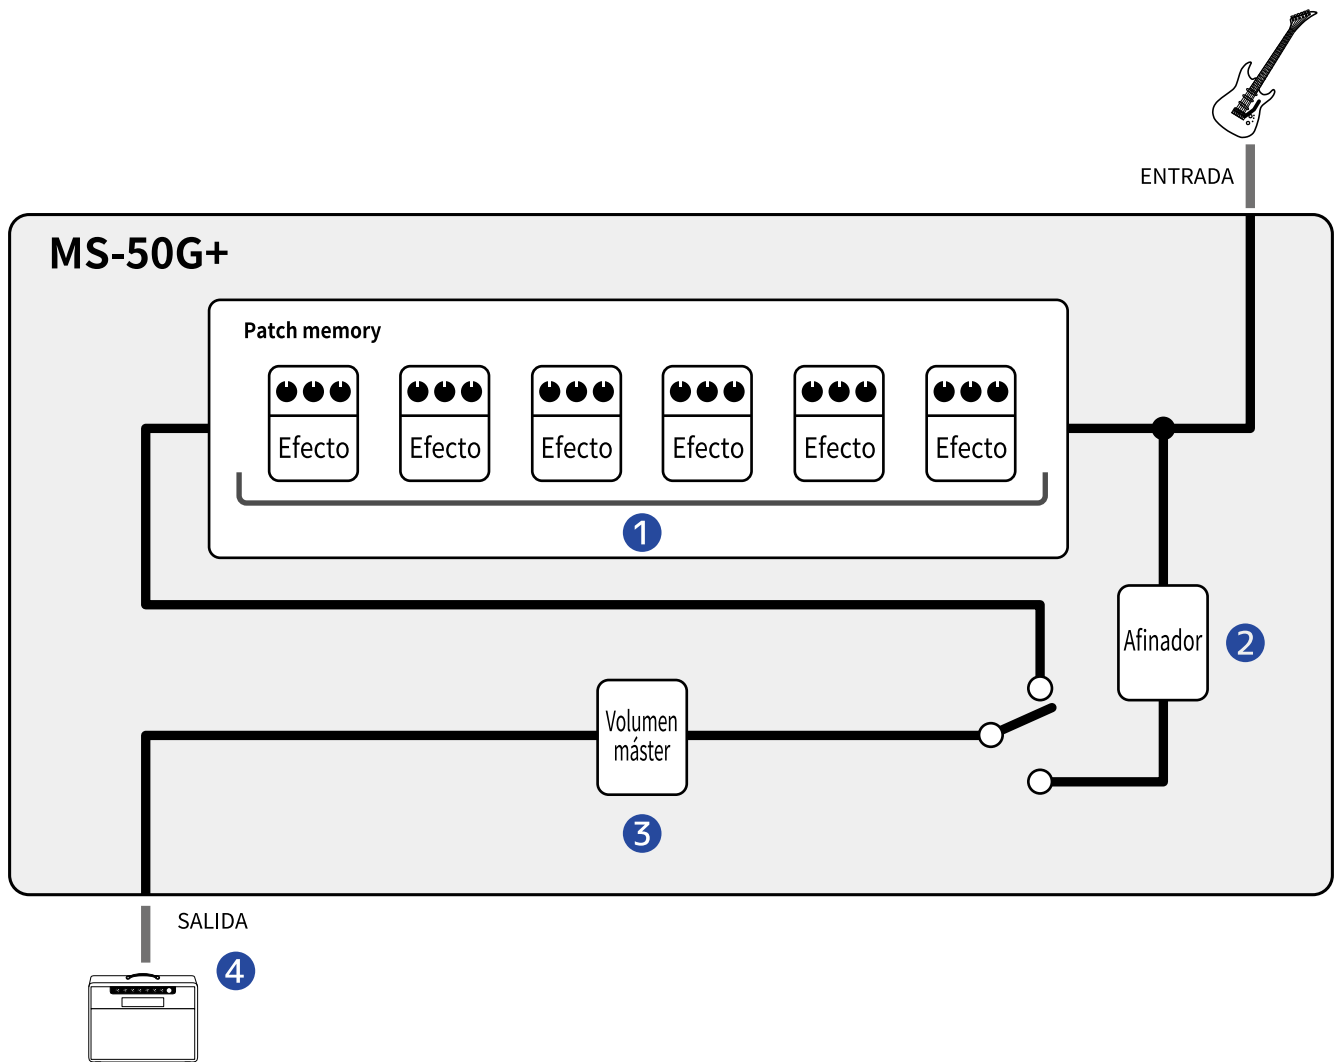 ENTRADA
MS-50G+
Patch memory
Efecto Efecto Efecto Efecto Efecto Efecto
1
Afinador 2
Volumen
máster
3
SALIDA
4